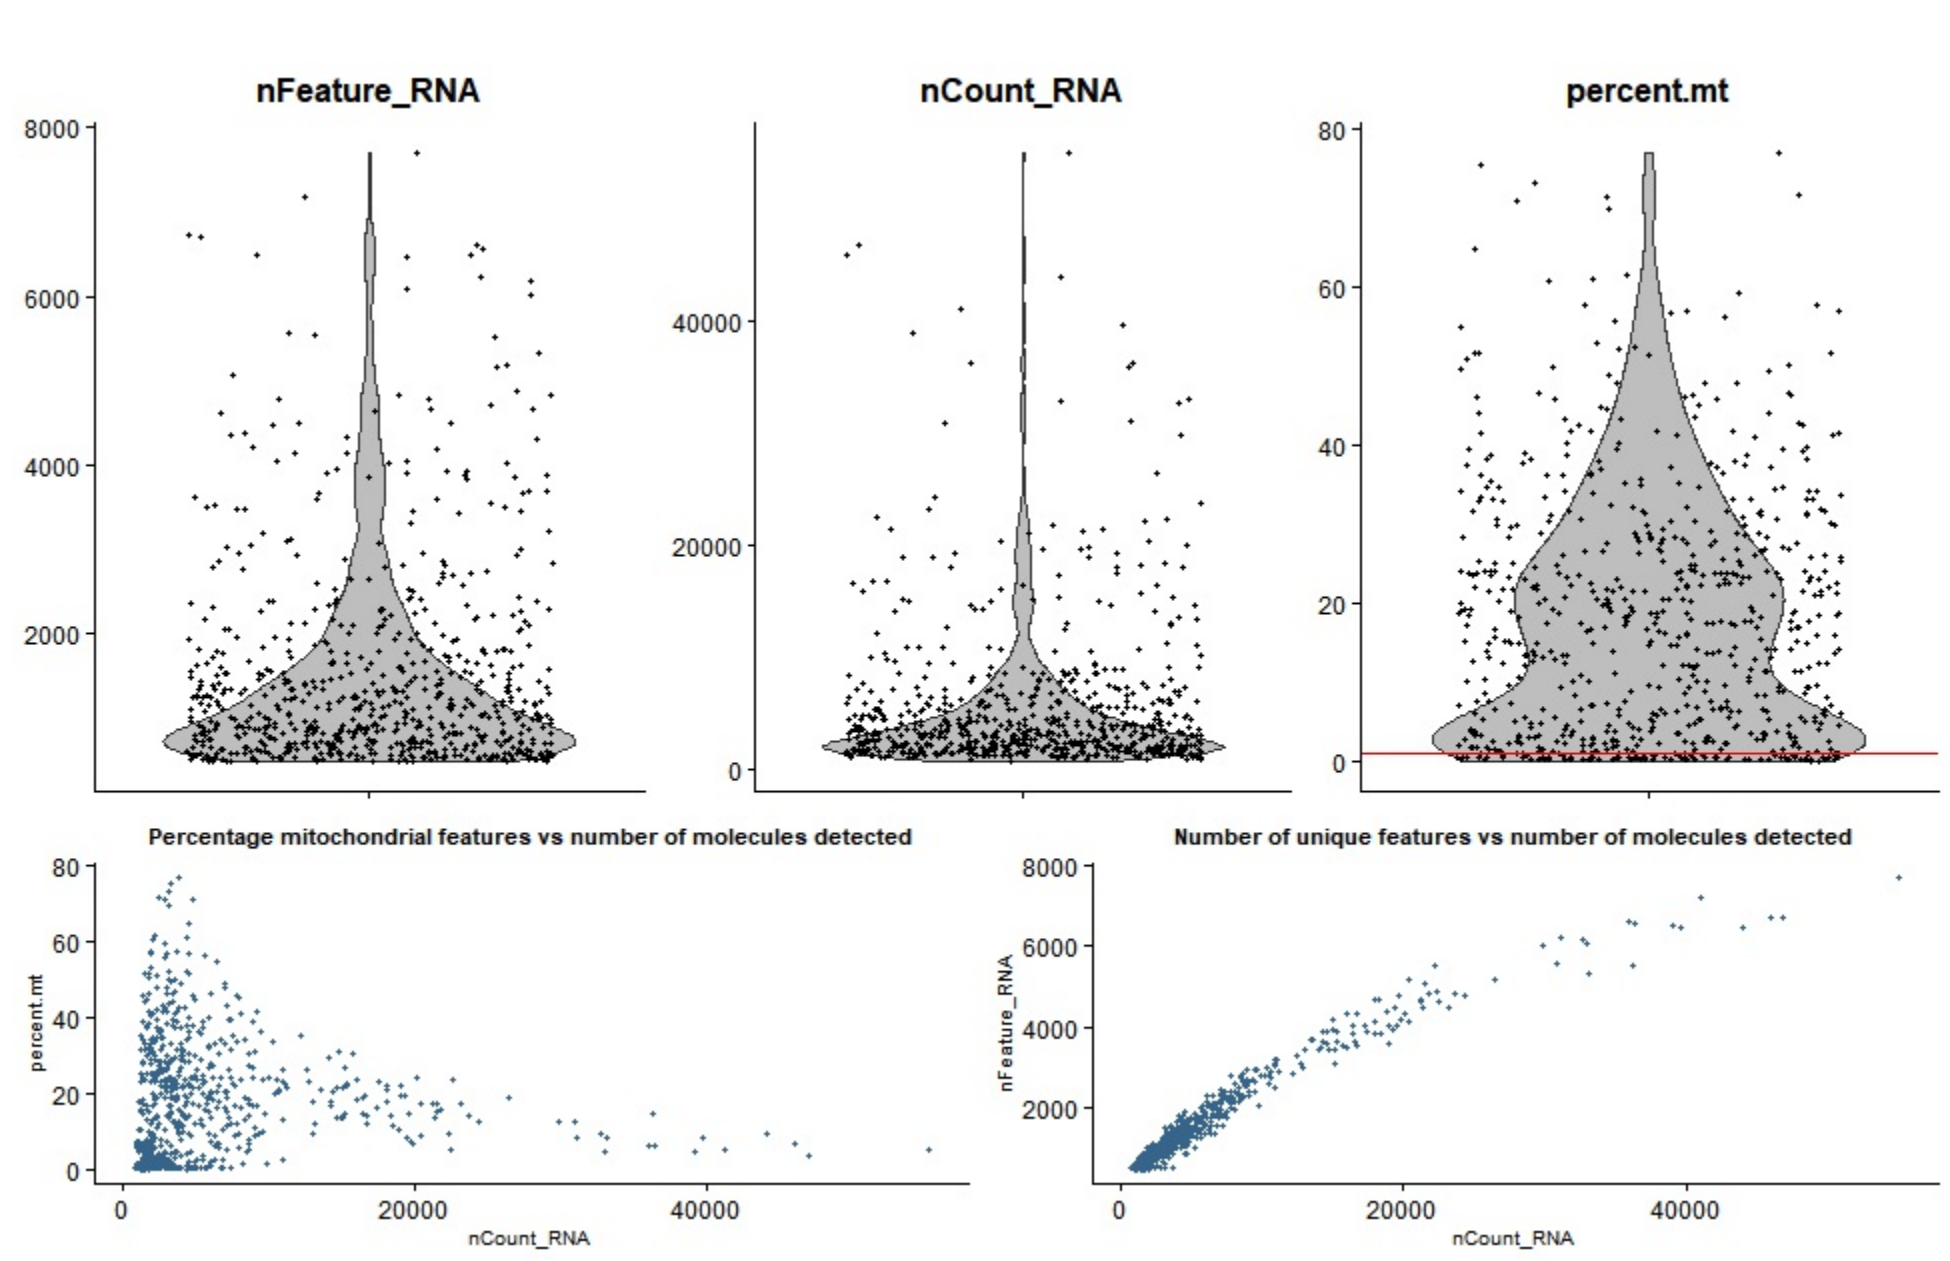 nFeature_RNA
8000
6000
4000
2000
nCount_RNA
40000
20000
0
percent.mt
80
60
40
20
0
Percentage mitochondrial features vs number of molecules detected
percent.mt
80
60
40
20
0
0 20000 40000
nCount_RNA
Number of unique features vs number of molecules detected
nFeature_RNA
8000
6000
4000
2000
0 20000 40000
nCount_RNA